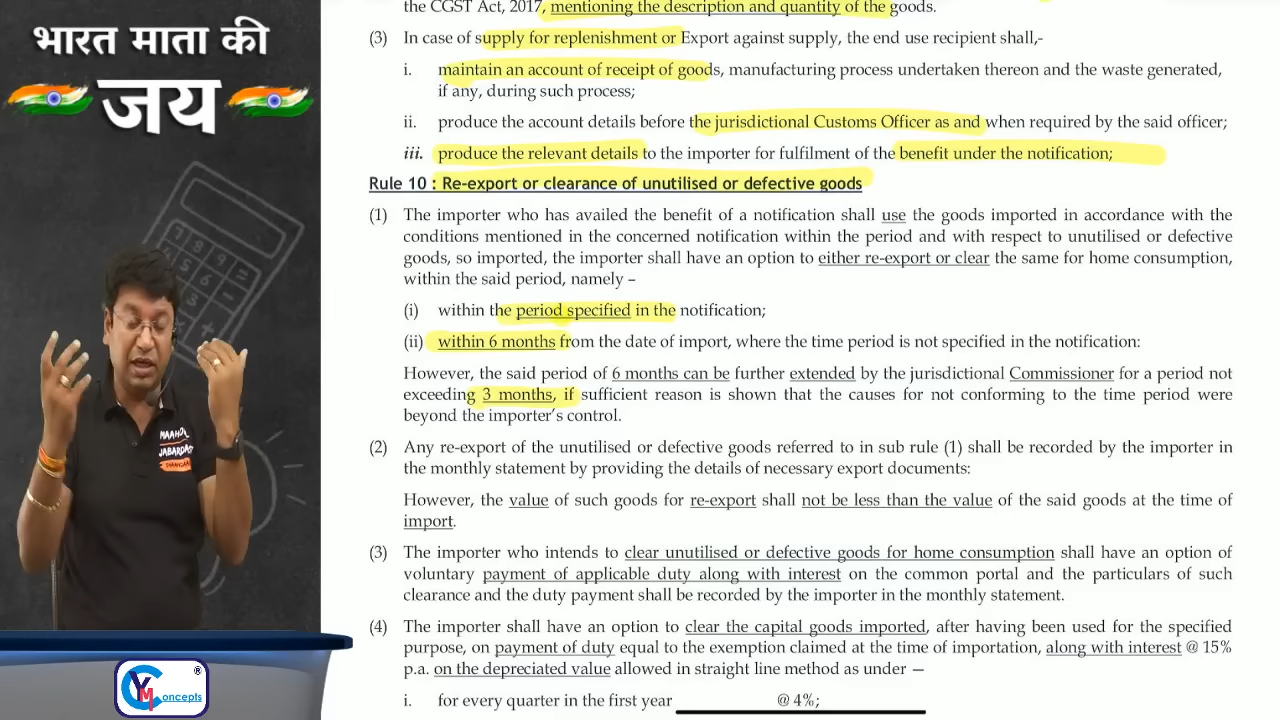 भारत माता की
जय
the CGST Act, 2017, mentioning the description and quantity of the goods.
(3) In case of supply for replenishment or Export against supply, the end use recipient shall,-
i. maintain an account of receipt of goods, manufacturing process undertaken thereon and the waste generated,
if any, during such process;
ii. produce the account details before the jurisdictional Customs Officer as and when required by the said officer;
iii. produce the relevant details to the importer for fulfilment of the benefit under the notification;
Rule 10 : Re-export or clearance of unutilised or defective goods
(1) The importer who has availed the benefit of a notification shall use the goods imported in accordance with the
conditions mentioned in the concerned notification within the period and with respect to unutilised or defective
goods, so imported, the importer shall have an option to either re-export or clear the same for home consumption,
within the said period, namely –
(i) within the period specified in the notification;
(ii) within 6 months from the date of import, where the time period is not specified in the notification:
However, the said period of 6 months can be further extended by the jurisdictional Commissioner for a period not
exceeding 3 months, if sufficient reason is shown that the causes for not conforming to the time period were
beyond the importer's control.
(2) Any re-export of the unutilised or defective goods referred to in sub rule (1) shall be recorded by the importer in
the monthly statement by providing the details of necessary export documents:
However, the value of such goods for re-export shall not be less than the value of the said goods at the time of
import.
(3) The importer who intends to clear unutilised or defective goods for home consumption shall have an option of
voluntary payment of applicable duty along with interest on the common portal and the particulars of such
clearance and the duty payment shall be recorded by the importer in the monthly statement.
(4) The importer shall have an option to clear the capital goods imported, after having been used for the specified
purpose, on payment of duty equal to the exemption claimed at the time of importation, along with interest @ 15%
p.a. on the depreciated value allowed in straight line method as under —
i. for every quarter in the first year @ 4%;
YM Concepts ®